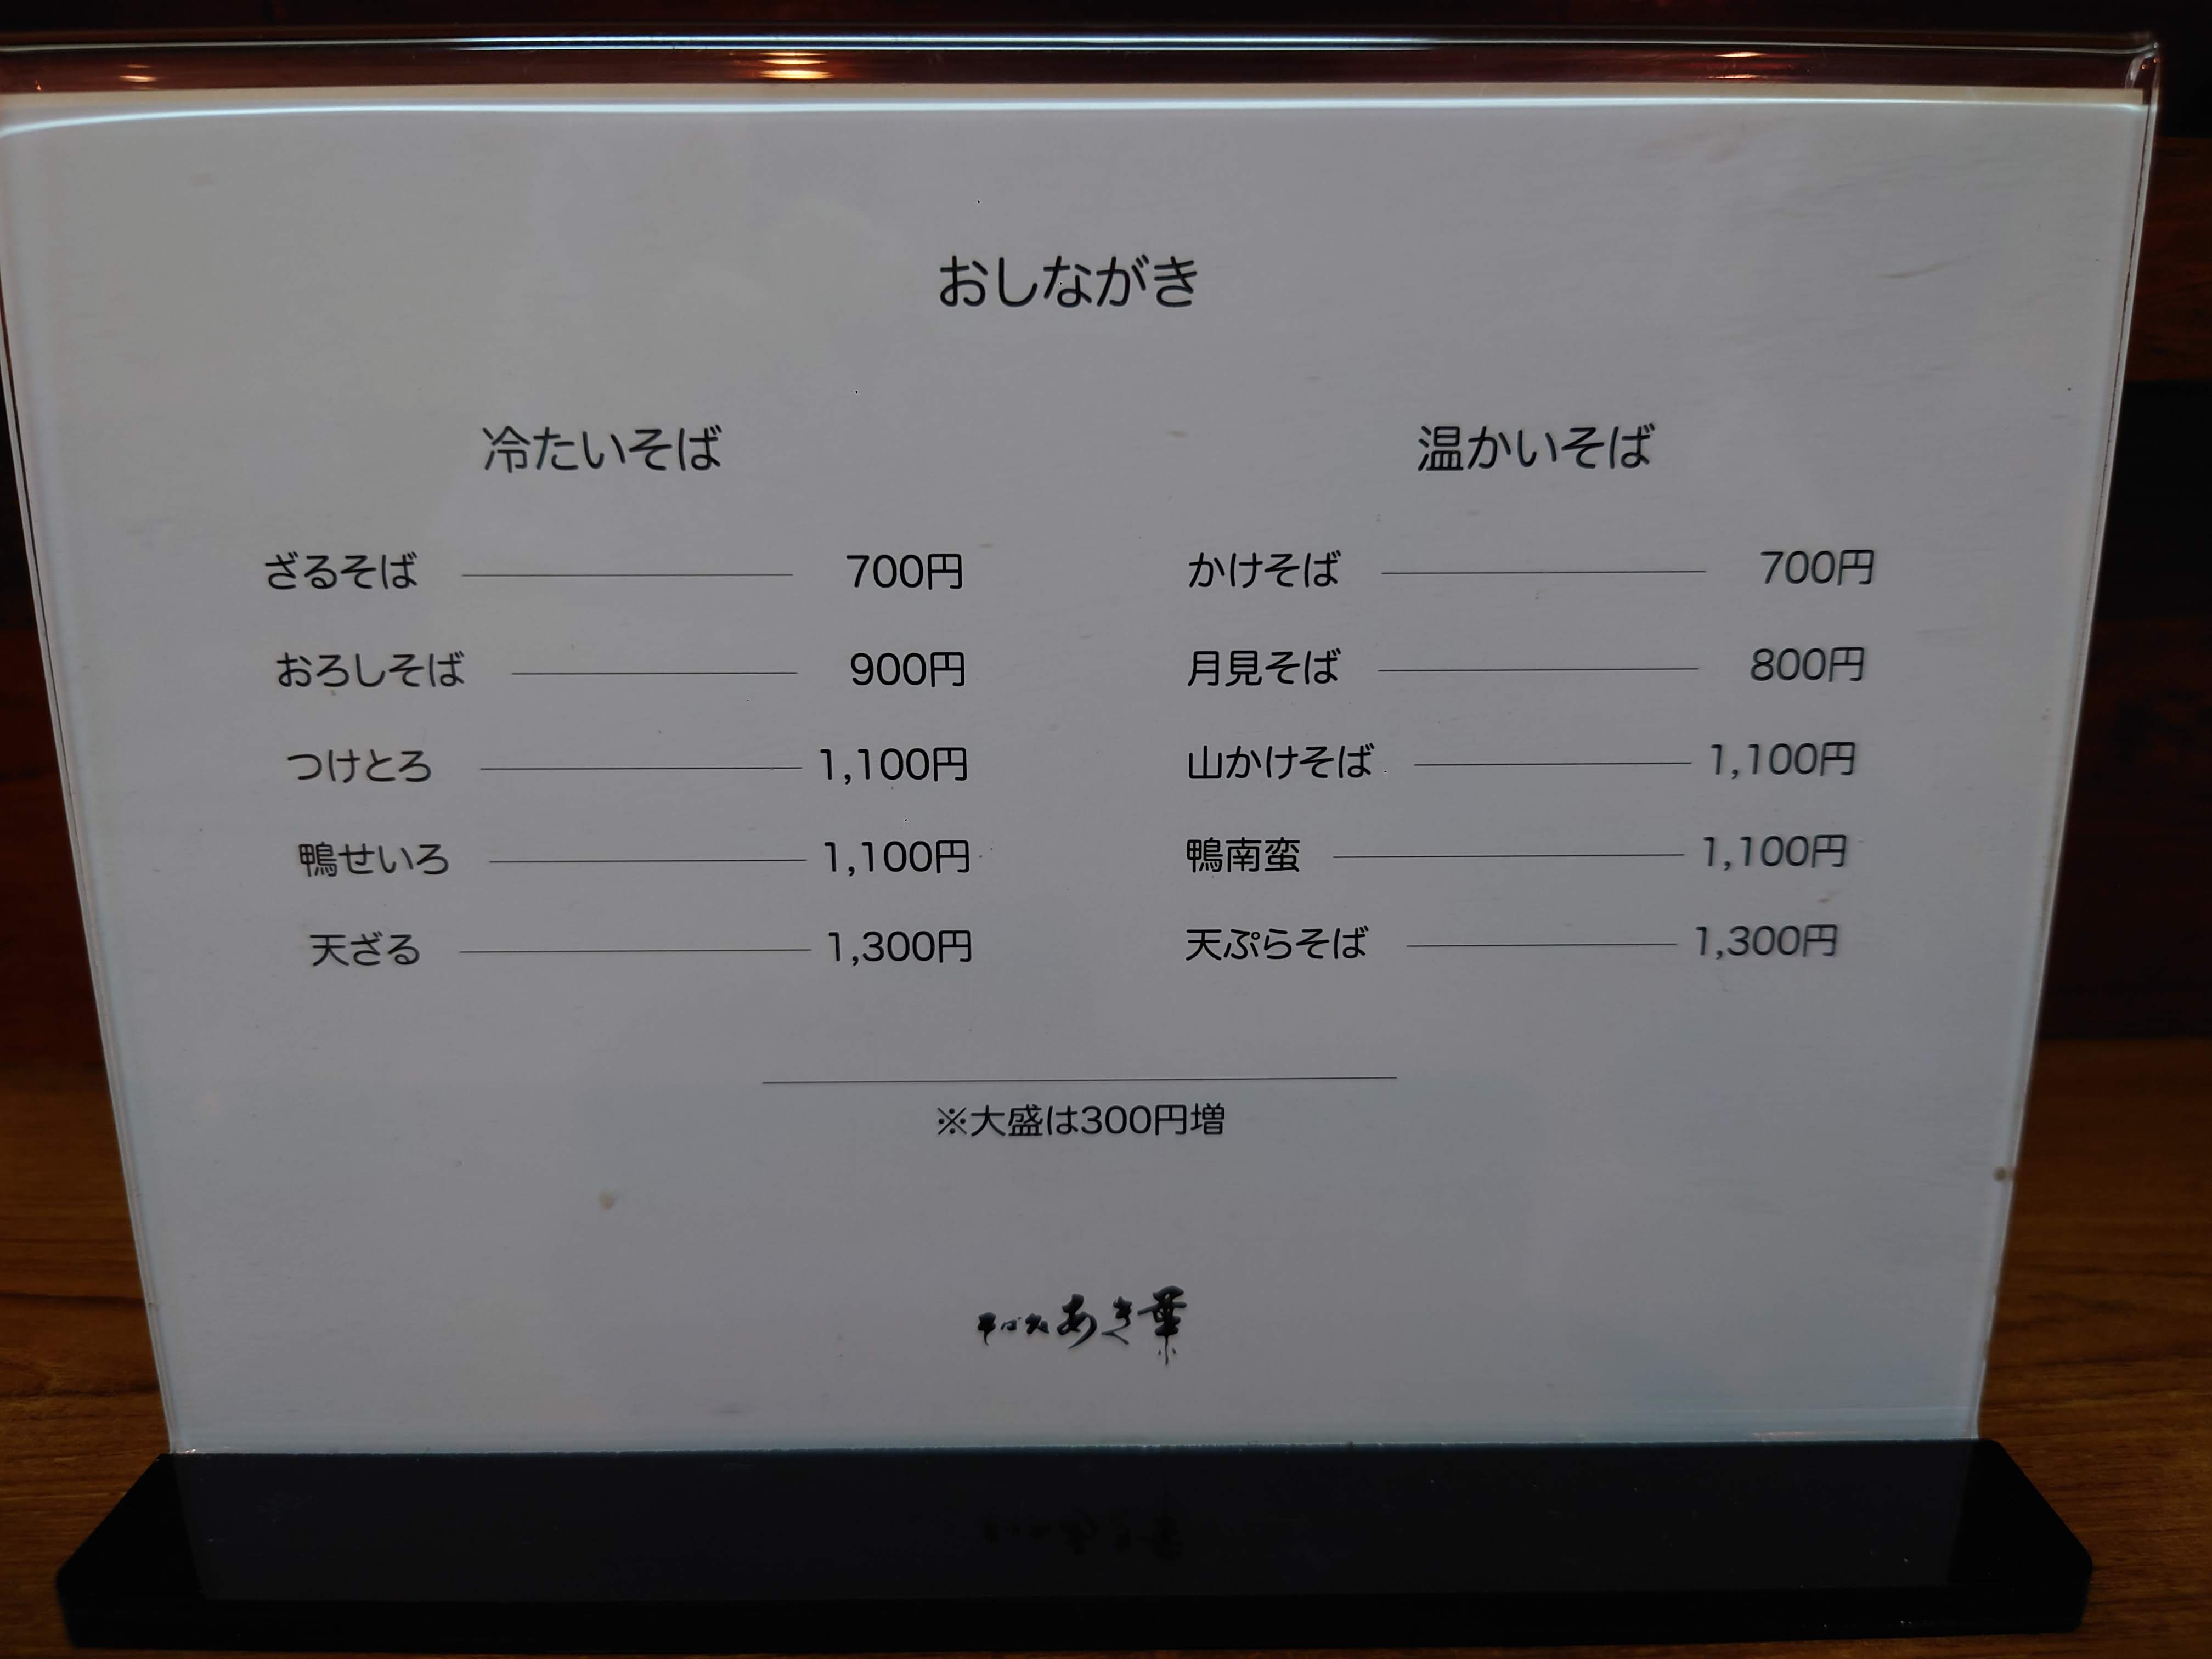 おしながき
冷たいそば
ざるそば 700円
おろしそば 900円
つけとろ 1,100円
鴨せいろ 1,100円
天ざる 1,300円
温かいそば
かけそば 700円
月見そば 800円
山かけそば 1,100円
鴨南蛮 1,100円
天ぷらそば 1,300円
※大盛は300円増
あき葉